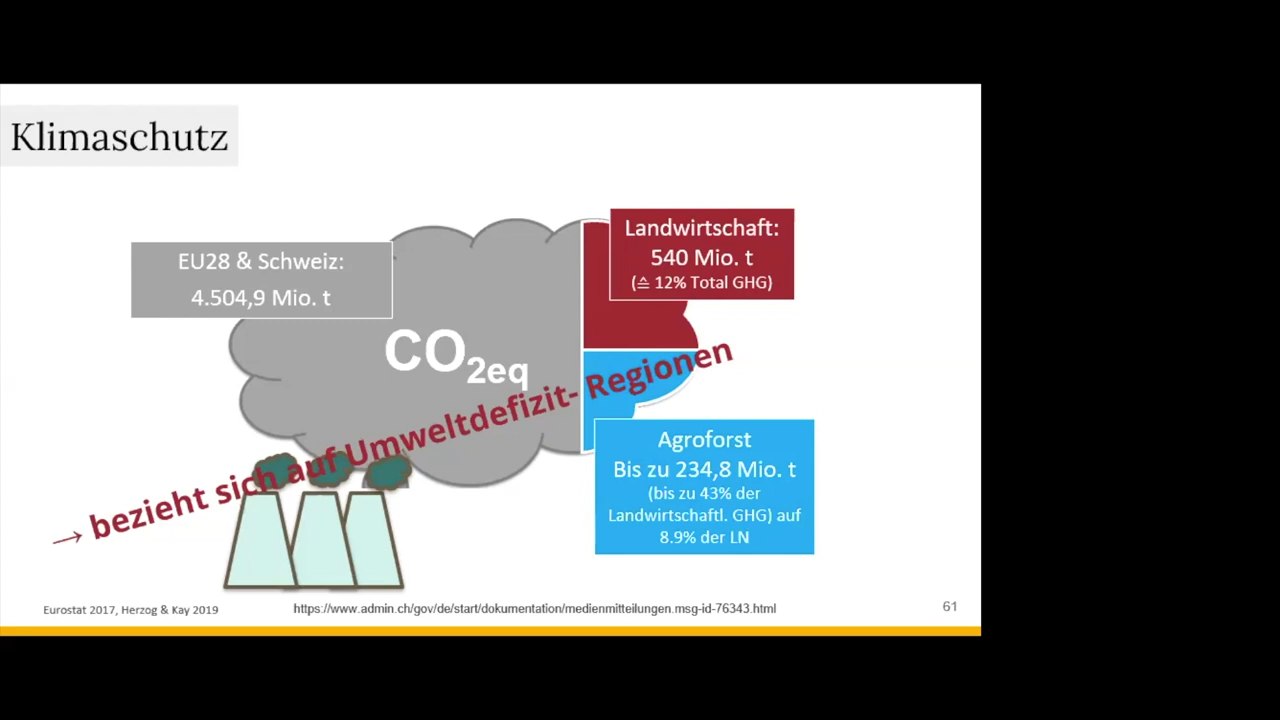 Klimaschutz
EU28 & Schweiz:
4.504,9 Mio. t
Landwirtschaft:
540 Mio. t
(≙ 12% Total GHG)
CO2eq
→ bezieht sich auf Umweltdefizit- Regionen
Agroforst
Bis zu 234,8 Mio. t
(bis zu 43% der
Landwirtschaftl. GHG) auf
8.9% der LN
Eurostat 2017, Herzog & Kay 2019
https://www.admin.ch/gov/de/start/dokumentation/medienmitteilungen.msg-id-76343.html
61